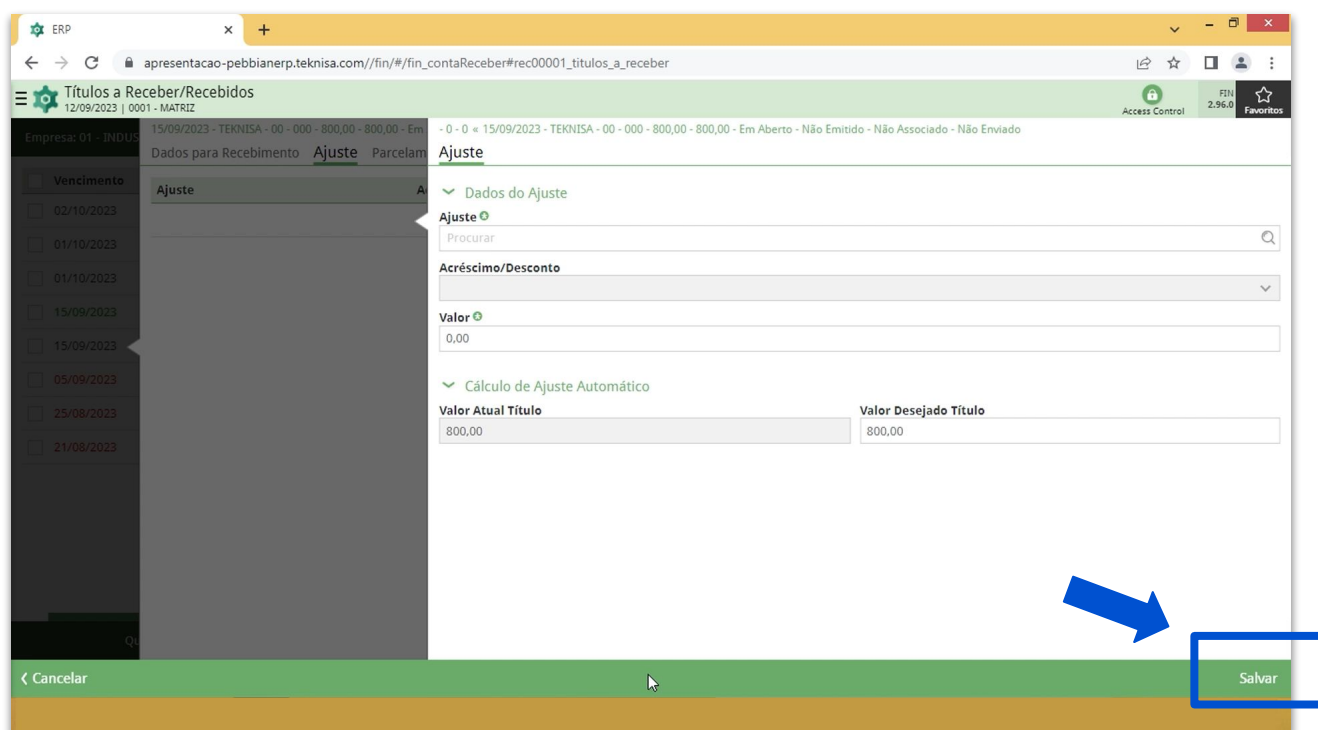 ERP
apresentacao-pebbianerp.teknisa.com//fin/#/fin_contaReceber#rec00001_titulos_a_receber
Títulos a Receber/Recebidos
12/09/2023 | 0001 - MATRIZ
Access Control
FIN
2.96.0
Favoritos
Empresa: 01 - INDUS
15/09/2023 - TEKNISA - 00 - 000 - 800,00 - 800,00 - Em
- 0 - 0 « 15/09/2023 - TEKNISA - 00 - 000 - 800,00 - 800,00 - Em Aberto - Não Emitido - Não Associado - Não Enviado
Dados para Recebimento Ajuste Parcelam
Ajuste
Vencimento
02/10/2023
01/10/2023
01/10/2023
15/09/2023
15/09/2023
05/09/2023
25/08/2023
21/08/2023
Qu
Ajuste A
Dados do Ajuste
Ajuste
Procurar
Acréscimo/Desconto
Valor
0,00
Cálculo de Ajuste Automático
Valor Atual Título Valor Desejado Título
800,00 800,00
Cancelar Salvar